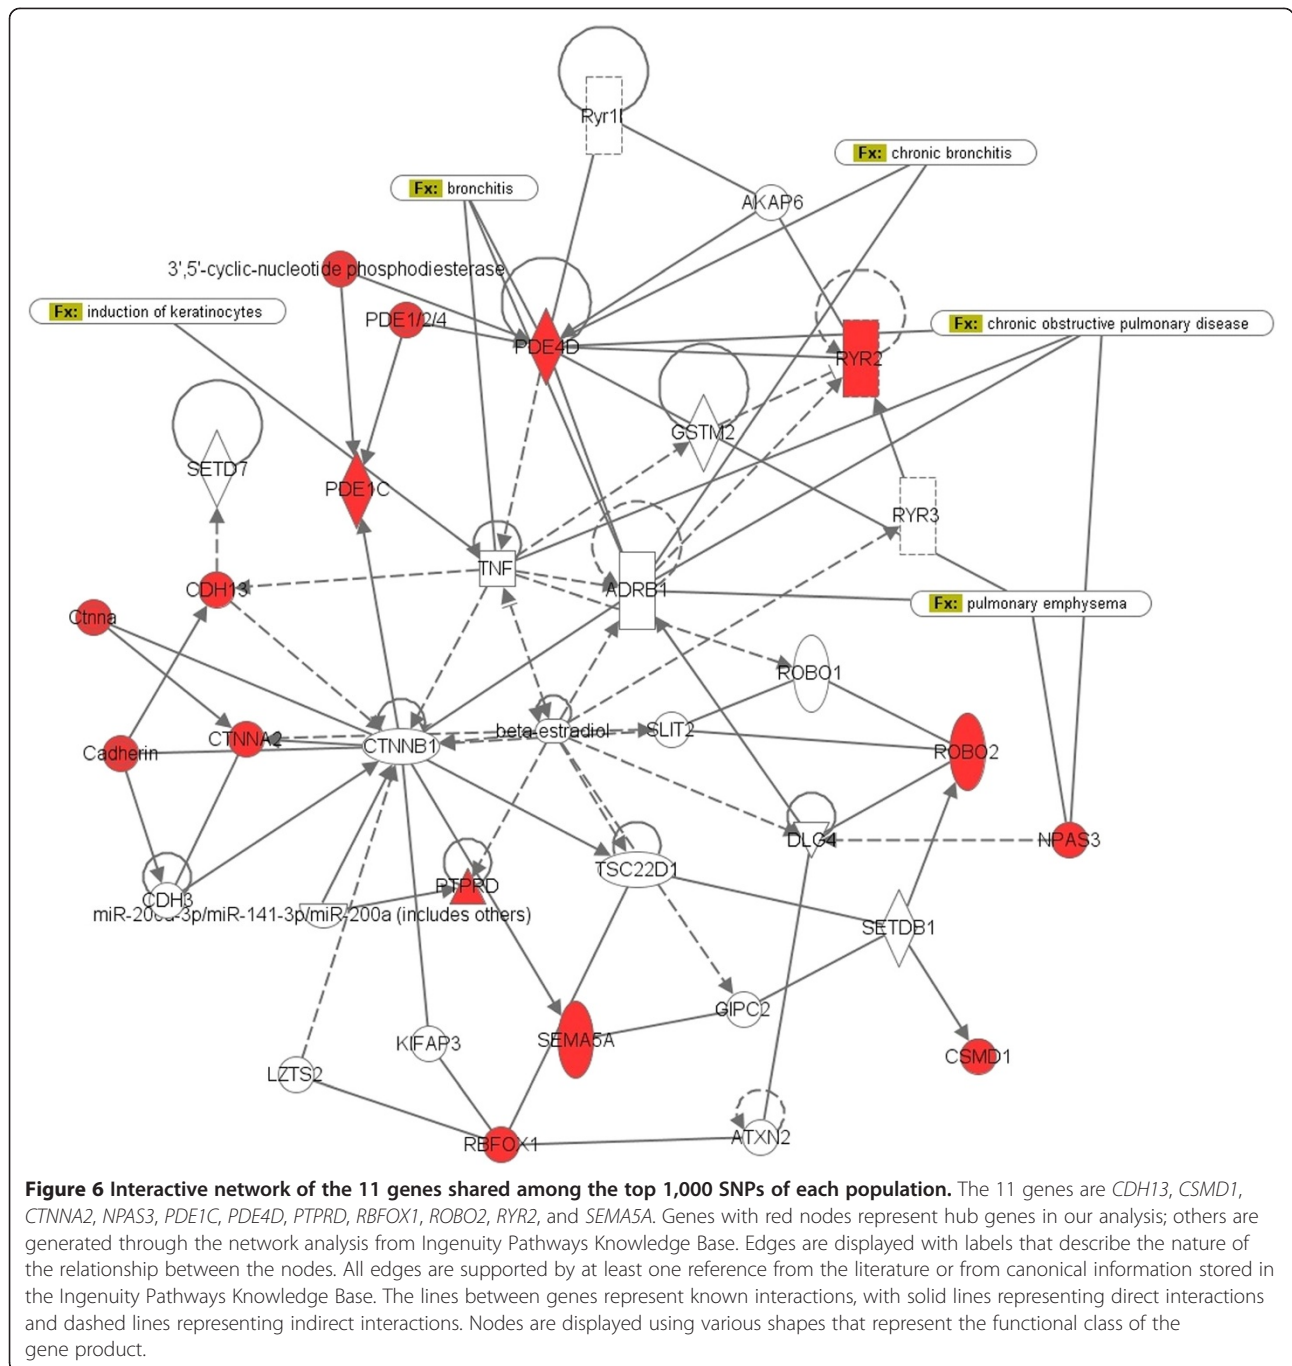 Ryr1
Fx: chronic bronchitis
Fx: bronchitis
AKAP6
3',5'-cyclic-nucleotide phosphodiesterase
Fx: induction of keratinocytes
PDE1/2/4
Fx: chronic obstructive pulmonary disease
PDE4D
RYR2
GSTM2
SETD7
PDE1C
RYR3
TNF
CDH13
ADRB1
Fx: pulmonary emphysema
Ctnna
ROBO1
beta-estradiol
SLIT2
CTNNA2
CTNNB1
Cadherin
ROBO2
DLG4
NPAS3
TSC22D1
PTPRD
CDH3
miR-200a-3p/miR-141-3p/miR-200a (includes others)
SETDB1
GIPC2
KIFAP3
SEMA5A
CSMD1
LZTS2
RBFOX1
ATXN2
Figure 6 Interactive network of the 11 genes shared among the top 1,000 SNPs of each population. The 11 genes are CDH13, CSMD1,
CTNNA2, NPAS3, PDE1C, PDE4D, PTPRD, RBFOX1, ROBO2, RYR2, and SEMA5A. Genes with red nodes represent hub genes in our analysis; others are
generated through the network analysis from Ingenuity Pathways Knowledge Base. Edges are displayed with labels that describe the nature of
the relationship between the nodes. All edges are supported by at least one reference from the literature or from canonical information stored in
the Ingenuity Pathways Knowledge Base. The lines between genes represent known interactions, with solid lines representing direct interactions
and dashed lines representing indirect interactions. Nodes are displayed using various shapes that represent the functional class of the
gene product.